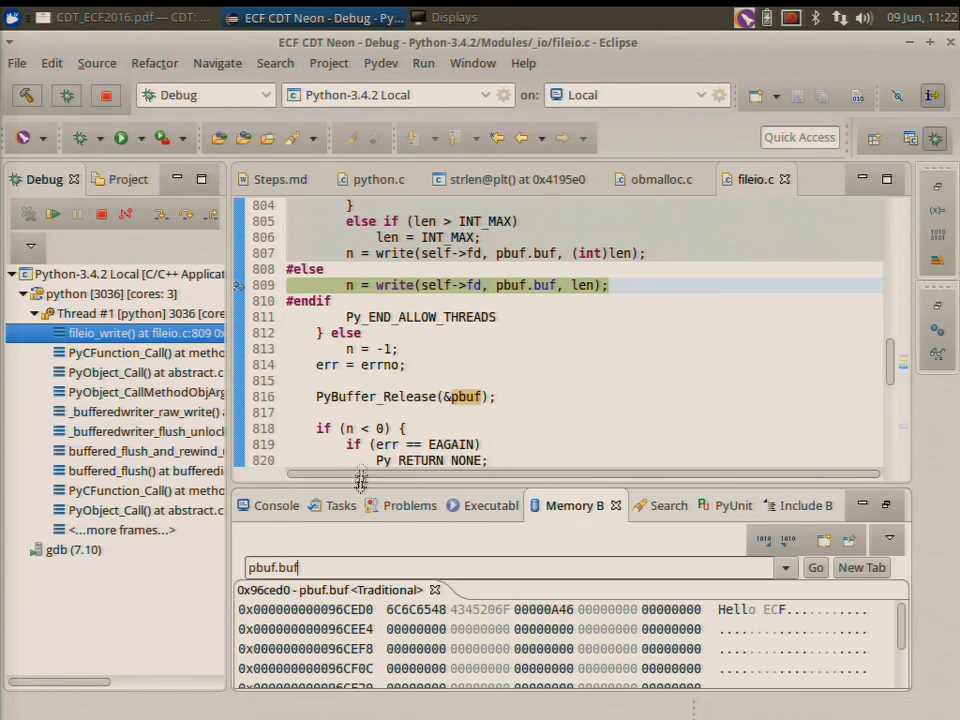 CDT_ECF2016.pdf — CDT: ...
ECF CDT Neon - Debug - Py...
Displays
09 Jun, 11:22
ECF CDT Neon - Debug - Python-3.4.2/Modules/_io/fileio.c - Eclipse
File Edit Source Refactor Navigate Search Project Pydev Run Window Help
Debug
Python-3.4.2 Local
on:
Local
Quick Access
Debug
Project
Steps.md
python.c
strlen@plt() at 0x4195e0
obmalloc.c
fileio.c
804 }
805 else if (len > INT_MAX)
806 len = INT_MAX;
807 n = write(self->fd, pbuf.buf, (int)len);
808 #else
809 n = write(self->fd, pbuf.buf, len);
810 #endif
811 Py_END_ALLOW_THREADS
812 } else
813 n = -1;
814 err = errno;
815
816 PyBuffer_Release(&pbuf);
817
818 if (n < 0) {
819 if (err == EAGAIN)
820 Py_RETURN_NONE;
Python-3.4.2 Local [C/C++ Applicat
python [3036] [cores: 3]
Thread #1 [python] 3036 [core
fileio_write() at fileio.c:809 0x
PyCFunction_Call() at metho
PyObject_Call() at abstract.c
PyObject_CallMethodObjArg
_bufferedwriter_raw_write()
_bufferedwriter_flush_unlock
buffered_flush_and_rewind_u
buffered_flush() at bufferedi
PyCFunction_Call() at metho
PyObject_Call() at abstract.c
<...more frames...>
gdb (7.10)
Console
Tasks
Problems
Executabl
Memory B
Search
PyUnit
Include B
pbuf.buf
Go
New Tab
0x96ced0 - pbuf.buf <Traditional>
0x000000000096CED0 6C6C6548 4345206F 00000A46 00000000 00000000 Hello ECF...........
0x000000000096CEE4 00000000 00000000 00000000 00000000 00000000 ....................
0x000000000096CEF8 00000000 00000000 00000000 00000000 00000000 ....................
0x000000000096CF0C 00000000 00000000 00000000 00000000 00000000 ....................